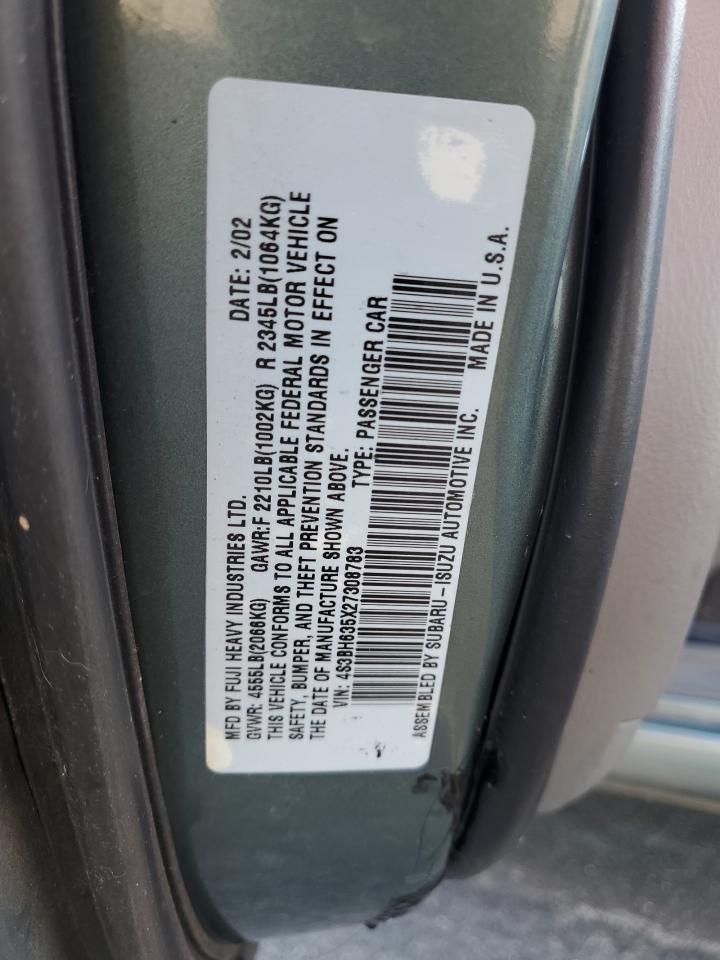 MFD BY FUJI HEAVY INDUSTRIES LTD. DATE: 2/02
GVWR: 4555LB(2066KG) GAWR:F 2210LB(1002KG) R 2345LB(1064KG)
THIS VEHICLE CONFORMS TO ALL APPLICABLE FEDERAL MOTOR VEHICLE
SAFETY, BUMPER, AND THEFT PREVENTION STANDARDS IN EFFECT ON
THE DATE OF MANUFACTURE SHOWN ABOVE.
VIN: 4S3BH635X27308783 TYPE: PASSENGER CAR
ASSEMBLED BY SUBARU-ISUZU AUTOMOTIVE INC. MADE IN U.S.A.